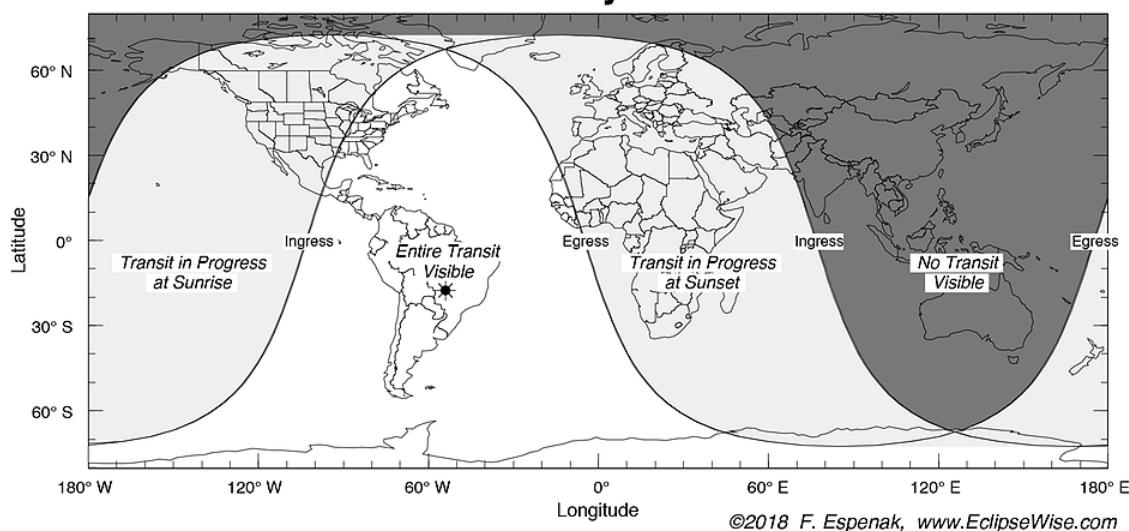 60° N
30° N
0°
30° S
60° S
Latitude
Ingress
Egress
Ingress
Egress
Transit in Progress
at Sunrise
Entire Transit
Visible
Transit in Progress
at Sunset
No Transit
Visible
180° W
120° W
60° W
0°
60° E
120° E
180° E
Longitude
©2018 F. Espenak, www.EclipseWise.com